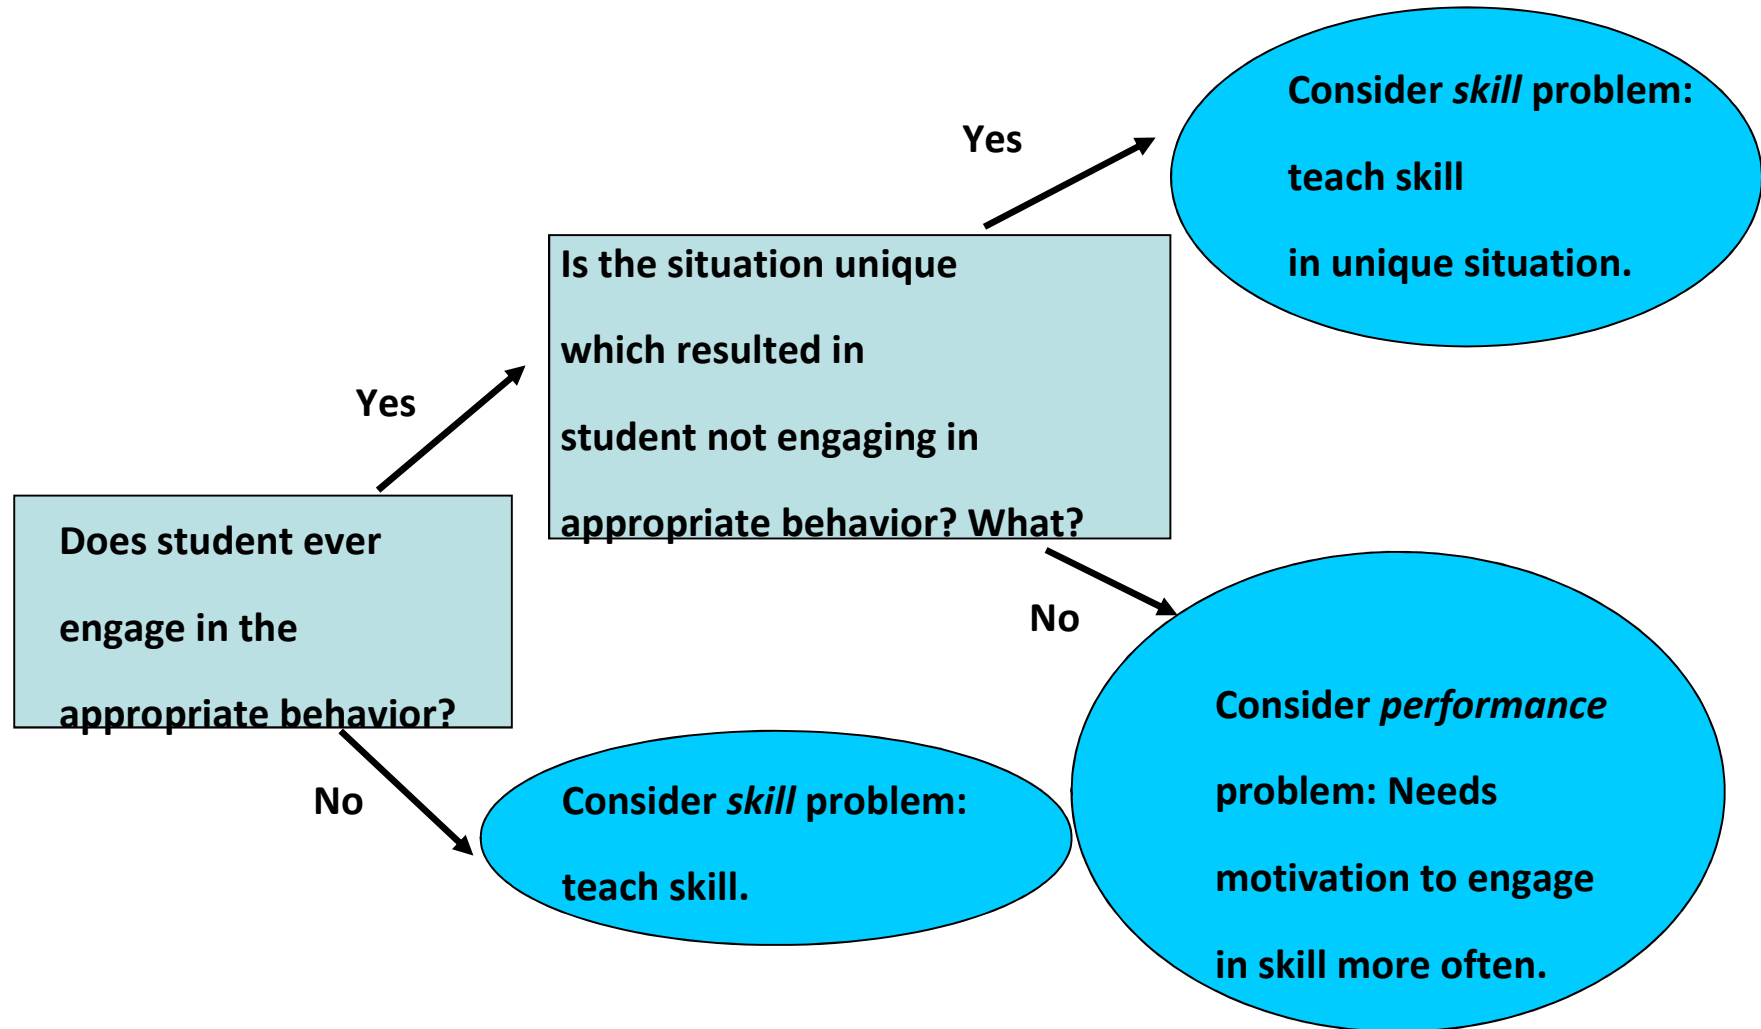 Does student ever
engage in the
appropriate behavior?
Yes
No
Is the situation unique
which resulted in
student not engaging in
appropriate behavior? What?
Yes
No
Consider skill problem:
teach skill
in unique situation.
Consider skill problem:
teach skill.
Consider performance
problem: Needs
motivation to engage
in skill more often.